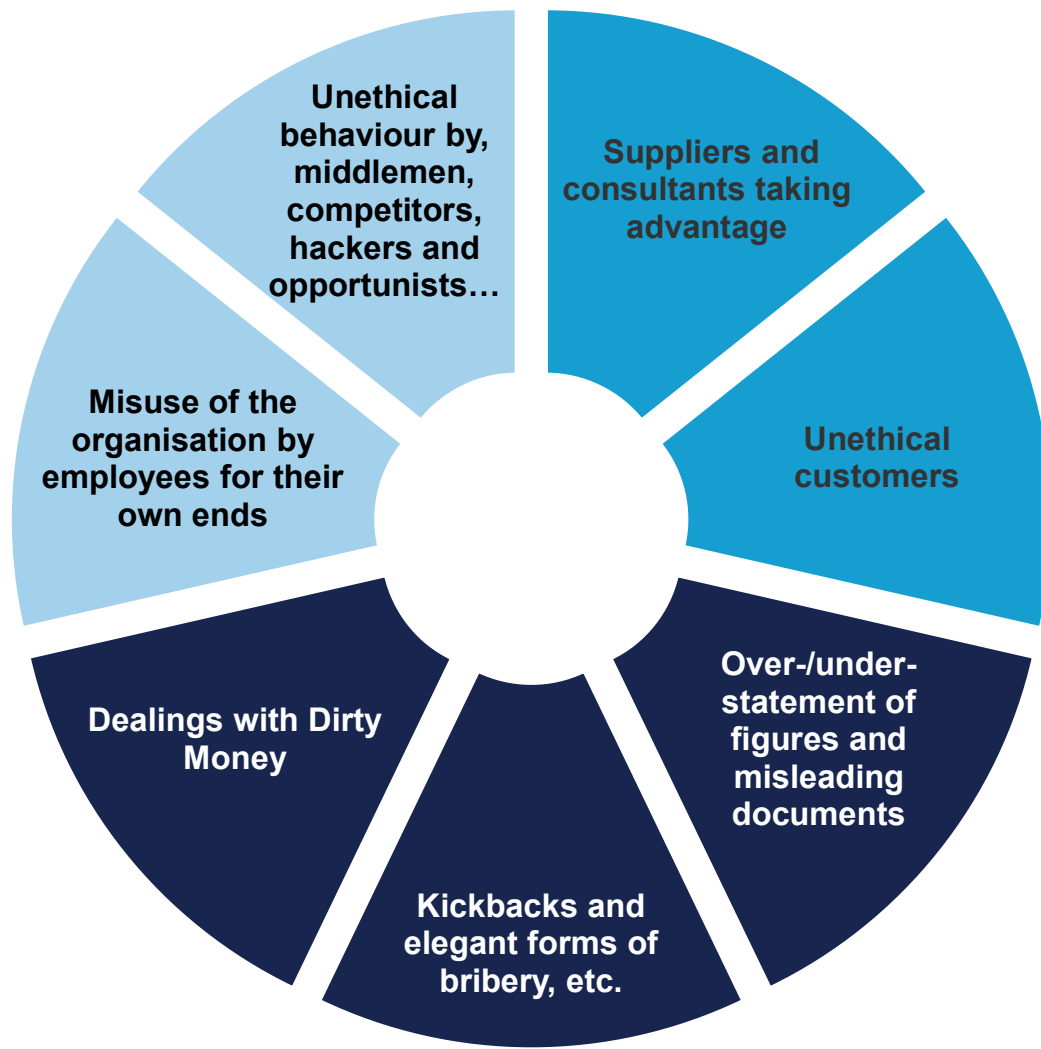 Unethical
behaviour by,
middlemen,
competitors,
hackers and
opportunists…
Suppliers and
consultants taking
advantage
Misuse of the
organisation by
employees for their
own ends
Unethical
customers
Dealings with Dirty
Money
Over-/under-
statement of
figures and
misleading
documents
Kickbacks and
elegant forms of
bribery, etc.